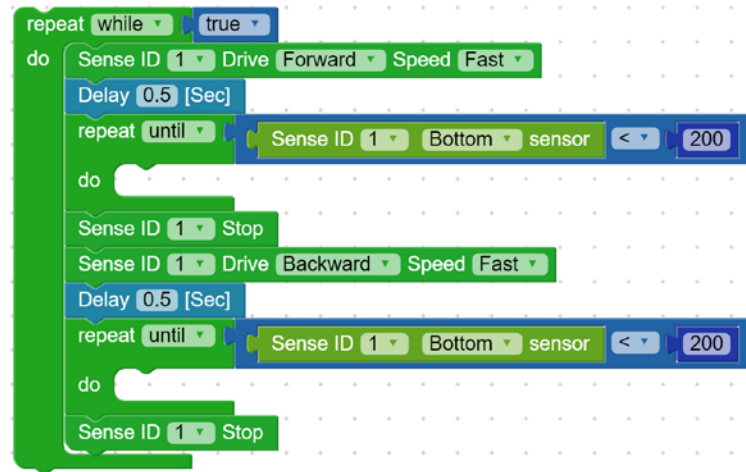 repeat while true
do Sense ID 1 Drive Forward Speed Fast
Delay 0.5 [Sec]
repeat until Sense ID 1 Bottom sensor < 200
do
Sense ID 1 Stop
Sense ID 1 Drive Backward Speed Fast
Delay 0.5 [Sec]
repeat until Sense ID 1 Bottom sensor < 200
do
Sense ID 1 Stop